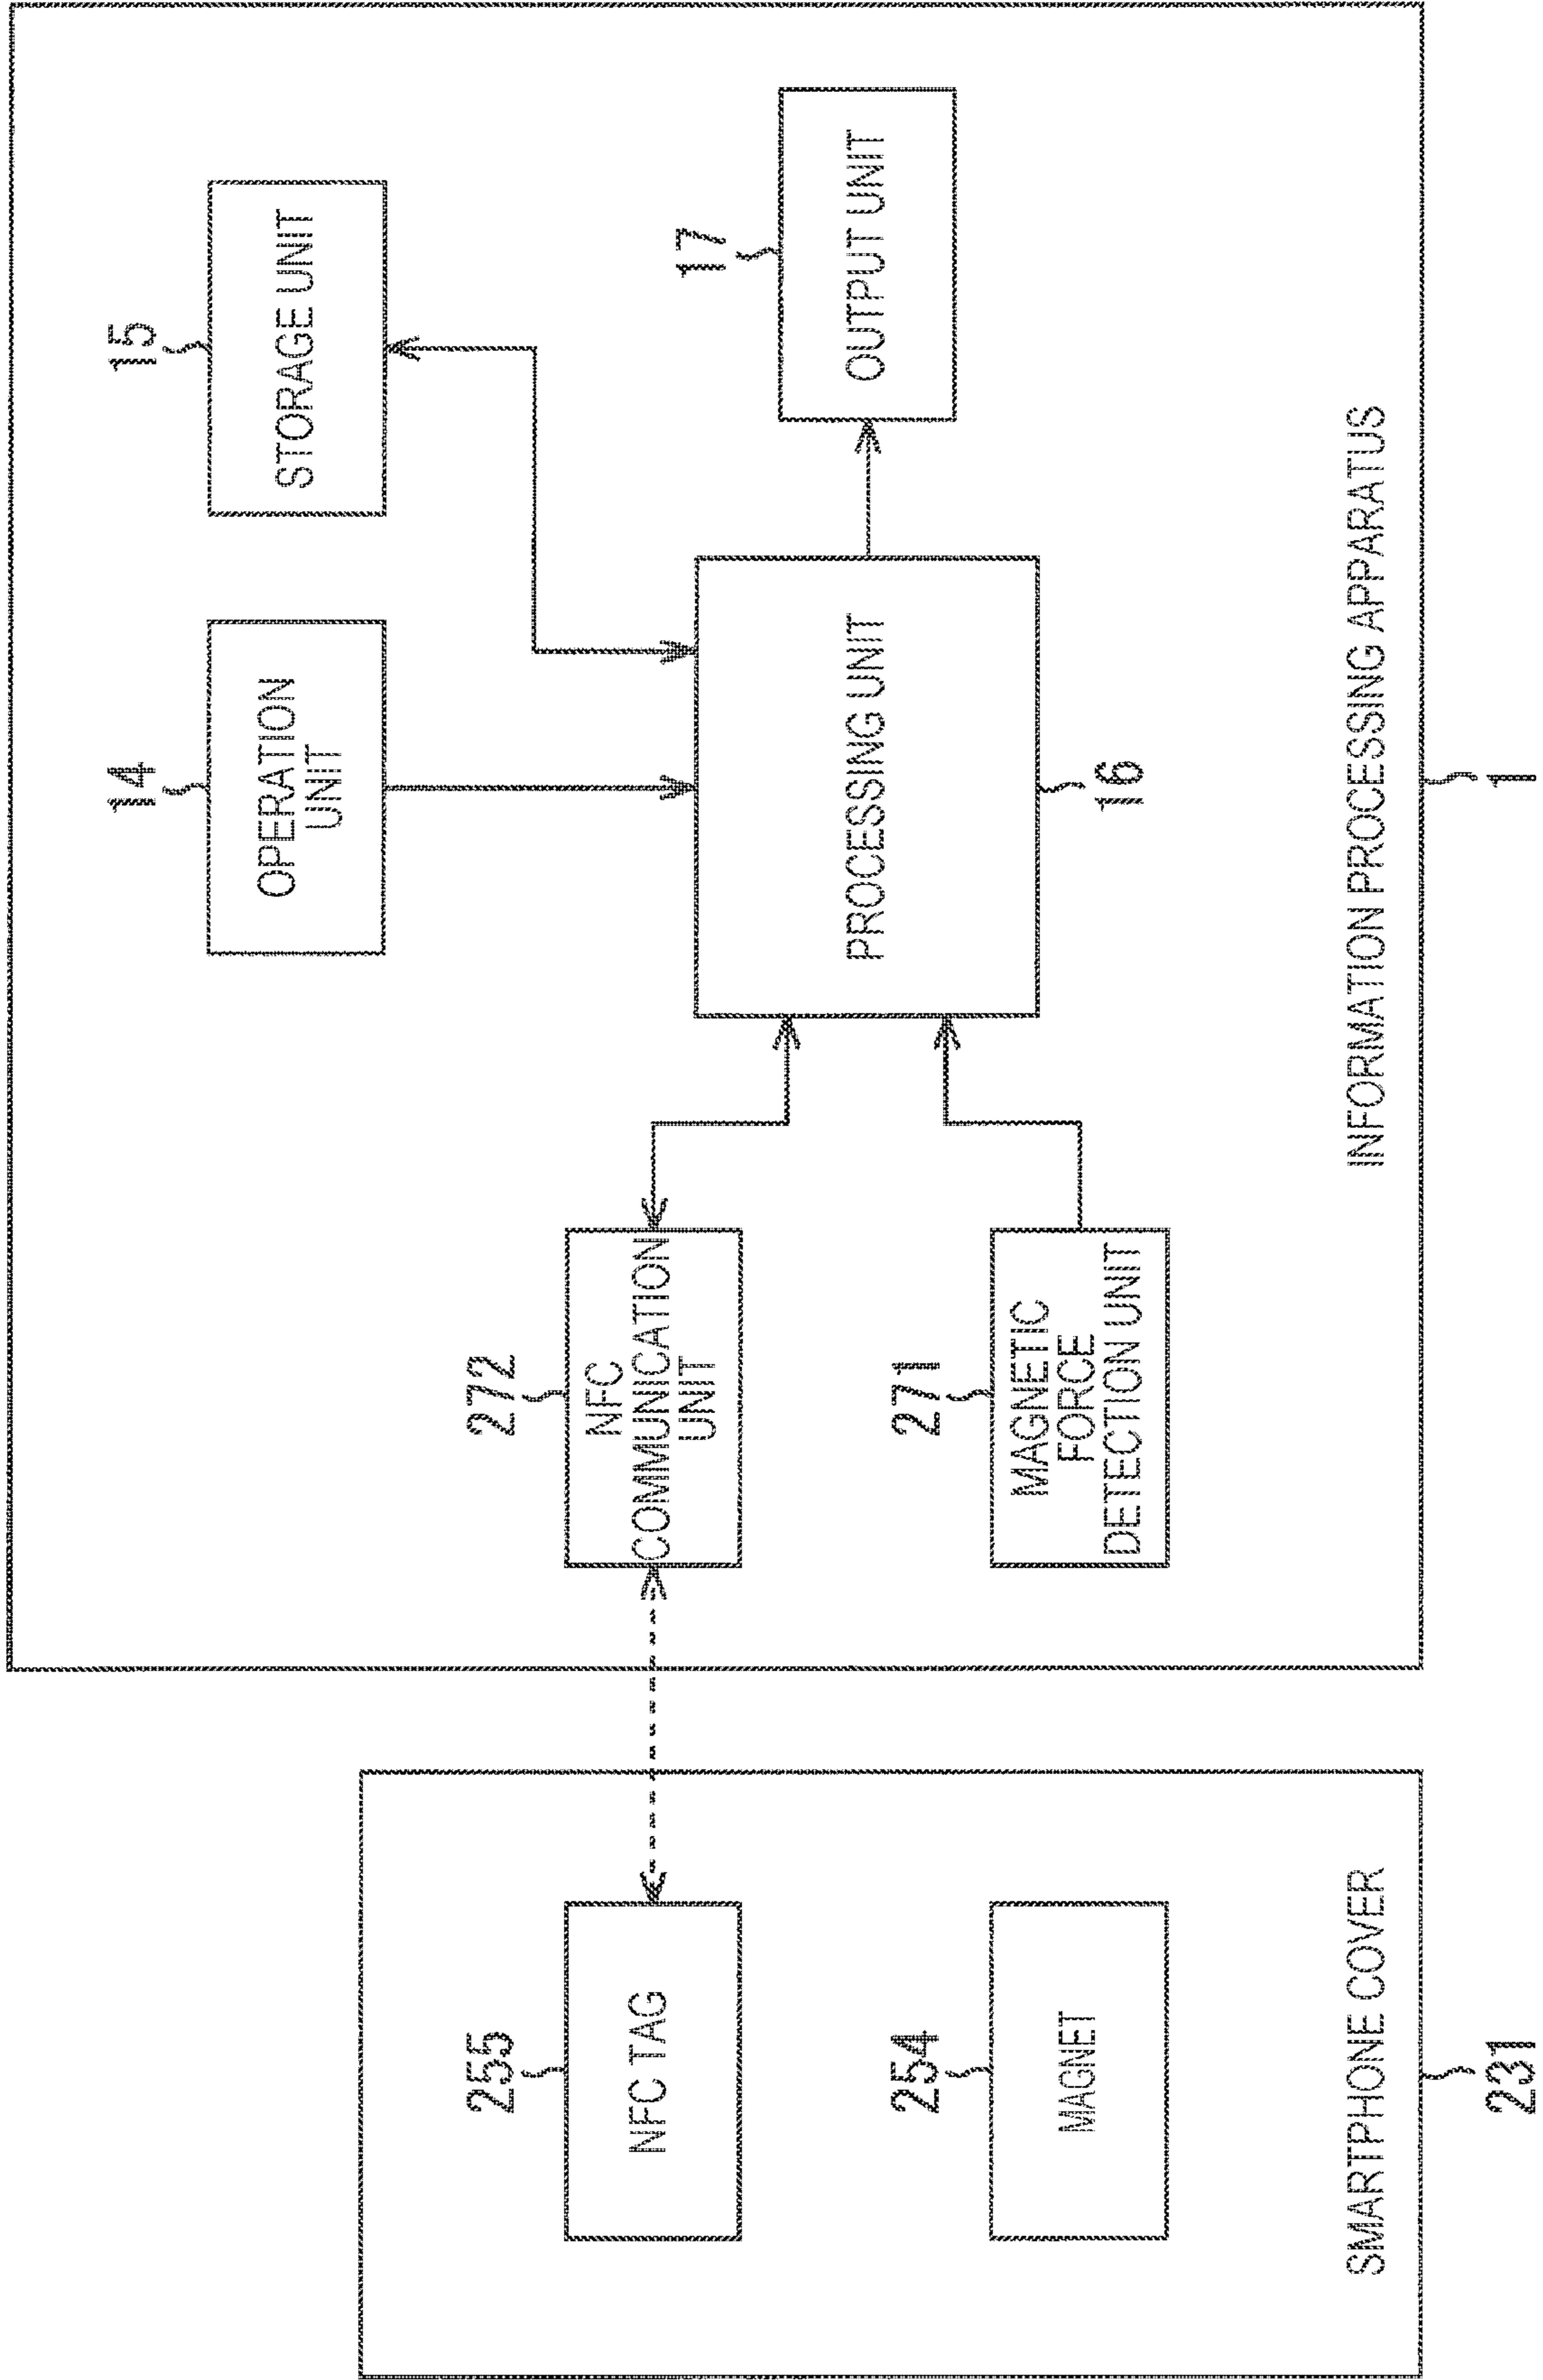 14
OPERATION
UNIT
15
STORAGE UNIT
255
NFC TAG
272
NFC
COMMUNICATION
UNIT
PROCESSING UNIT
16
17
OUTPUT UNIT
254
MAGNET
271
MAGNETIC
FORCE
DETECTION UNIT
SMARTPHONE COVER
231
INFORMATION PROCESSING APPARATUS
1